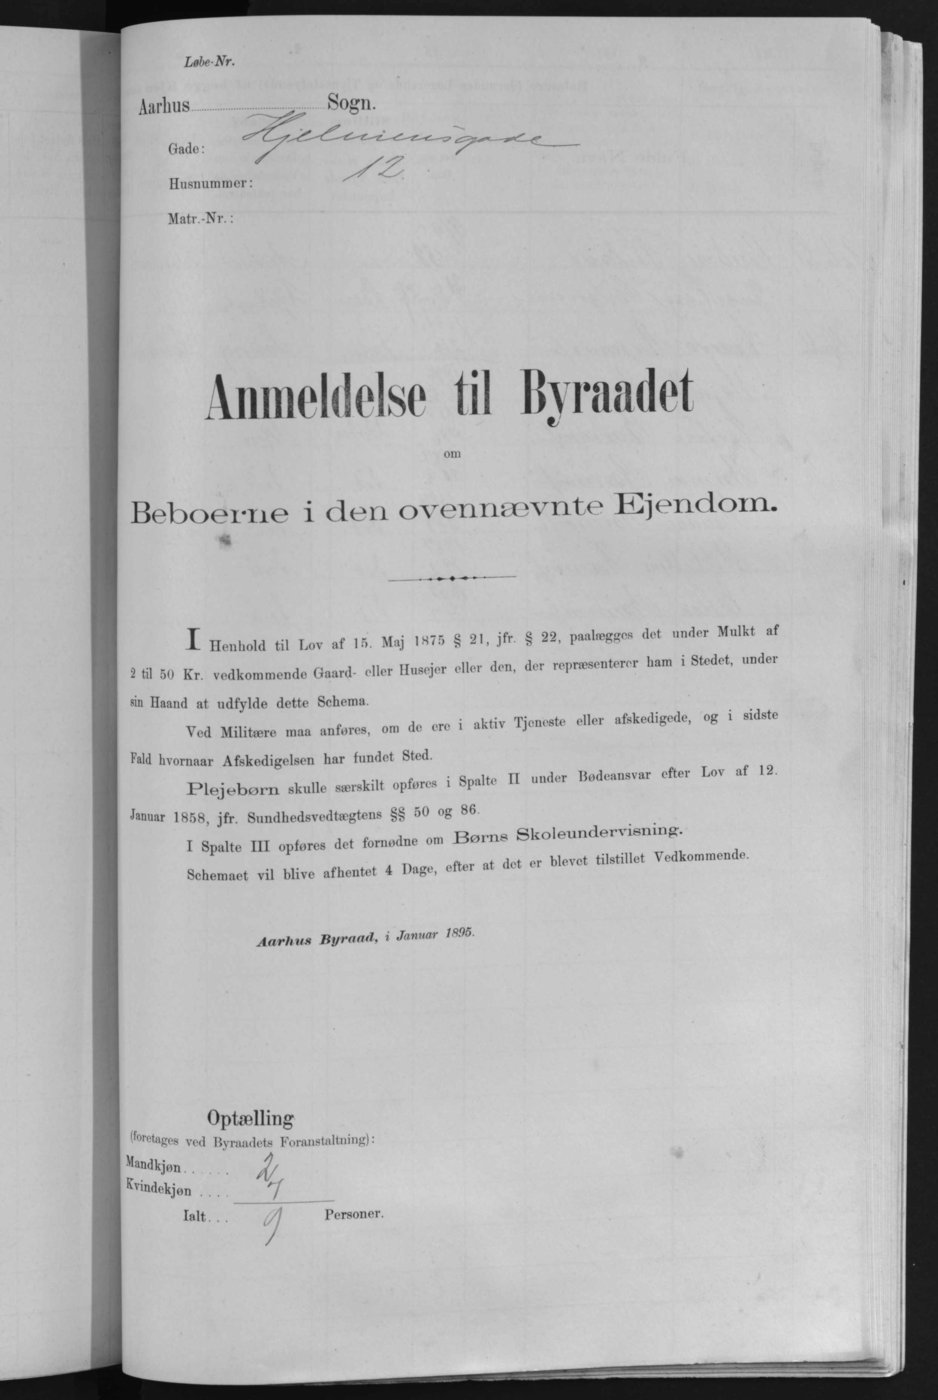 Løbe-Nr.
Aarhus Sogn.
Gade: Hjelmensgade
Husnummer: 12.
Matr.-Nr.:
Anmeldelse til Byraadet
om
Beboerne i den ovennævnte Ejendom.
I Henhold til Lov af 15. Maj 1875 § 21, jfr. § 22, paalægges det under Mulkt af
2 til 50 Kr. vedkommende Gaard- eller Husejer eller den, der repræsenterer ham i Stedet, under
sin Haand at udfylde dette Schema.
Ved Militære maa anføres, om de ere i aktiv Tjeneste eller afskedigede, og i sidste
Fald hvornaar Afskedigelsen har fundet Sted.
Plejebørn skulle særskilt opføres i Spalte II under Bødeansvar efter Lov af 12.
Januar 1858, jfr. Sundhedsvedtægtens §§ 50 og 86.
I Spalte III opføres det fornødne om Børns Skoleundervisning.
Schemaet vil blive afhentet 4 Dage, efter at det er blevet tilstillet Vedkommende.
Aarhus Byraad, i Januar 1895.
Optælling
(foretages ved Byraadets Foranstaltning):
Mandkjøn...... 2
Kvindekjøn .... 7
Ialt... 9 Personer.